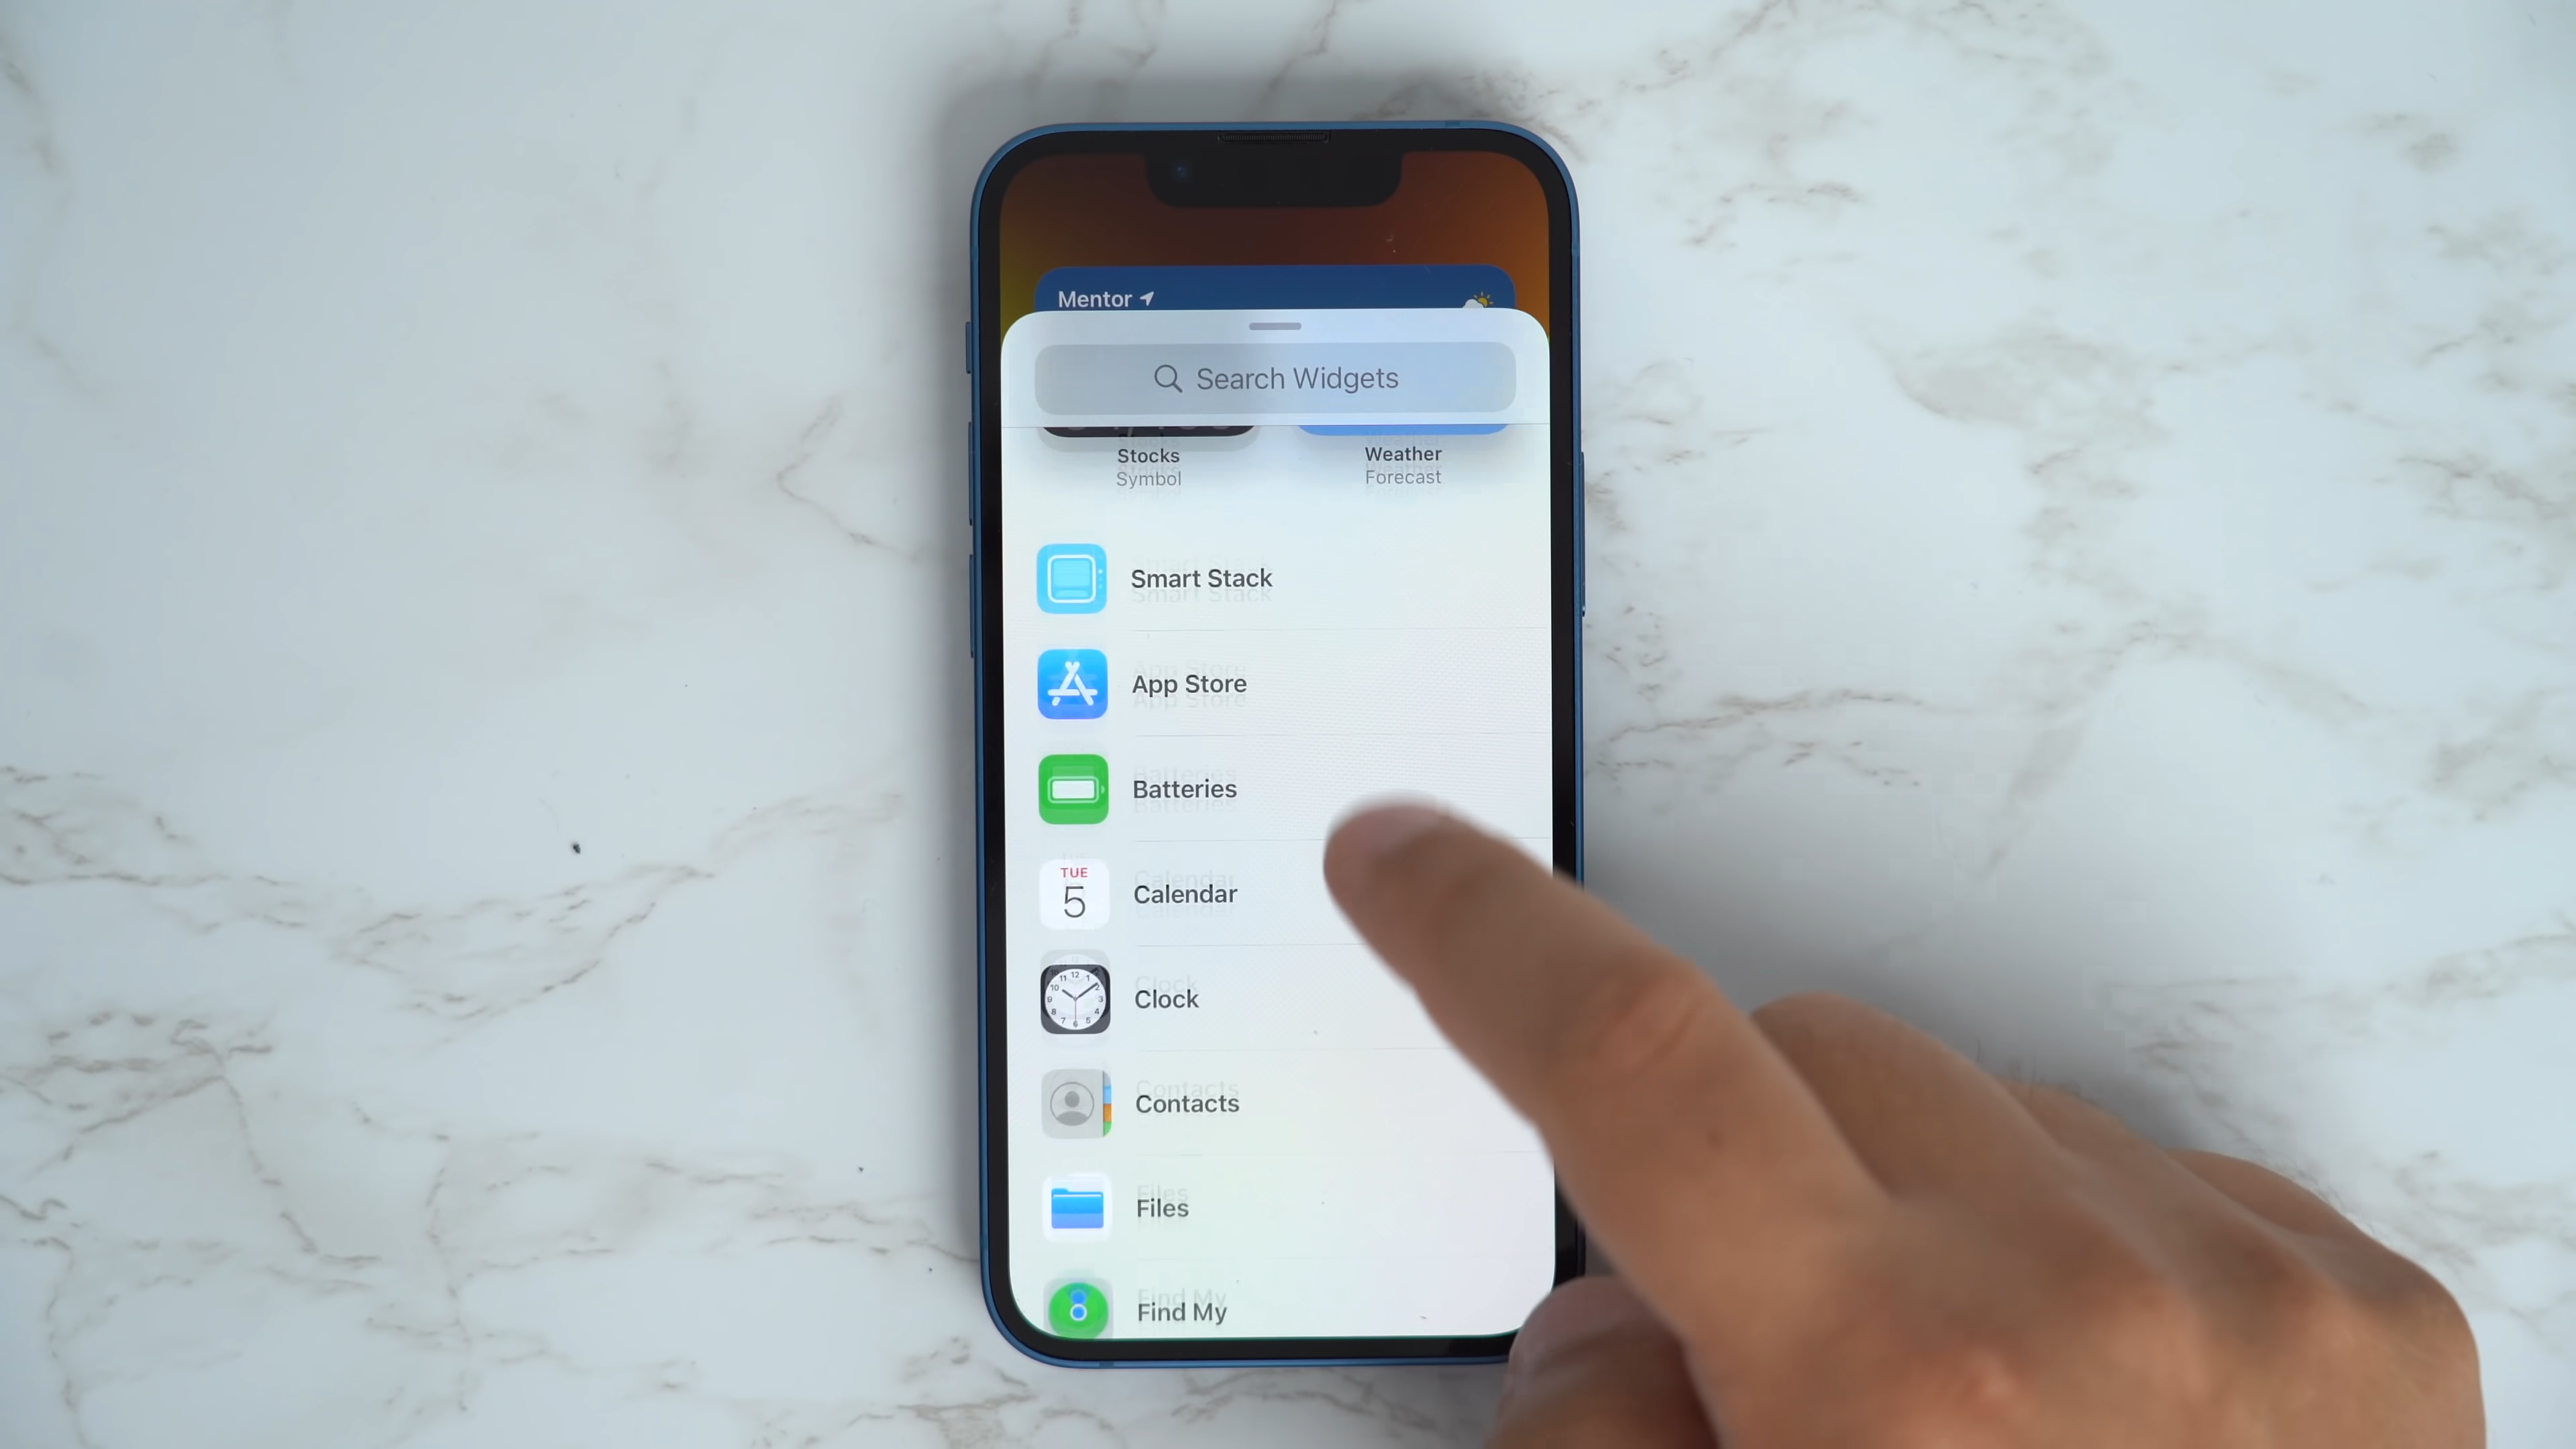 Mentor
Search Widgets
Stocks
Symbol
Weather
Forecast
Smart Stack
App Store
Batteries
TUE
5
Calendar
Clock
Contacts
Files
Find My